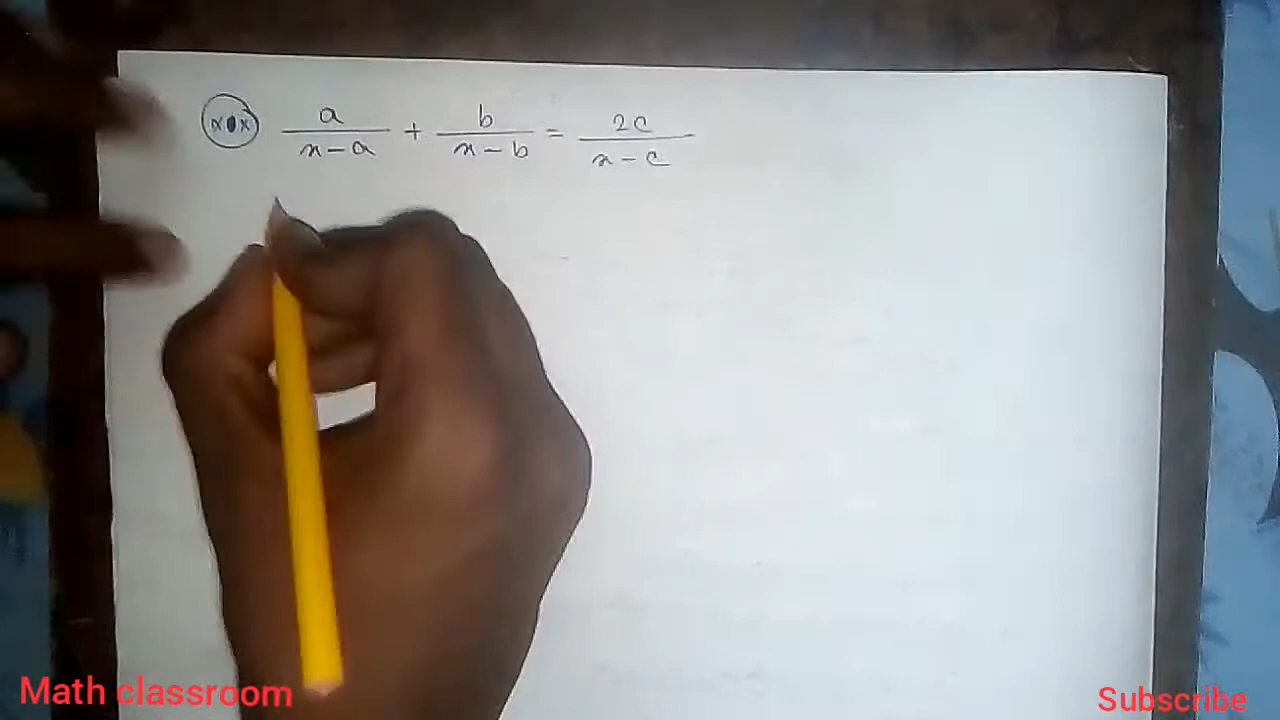 a/(x-a) + b/(x-b) = 2c/(x-c)
Math classroom
Subscribe